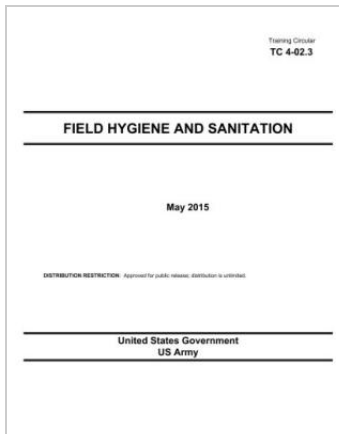 Training Circular
TC 4-02.3
FIELD HYGIENE AND SANITATION
May 2015
DISTRIBUTION RESTRICTION: Approved for public release; distribution is unlimited.
United States Government
US Army